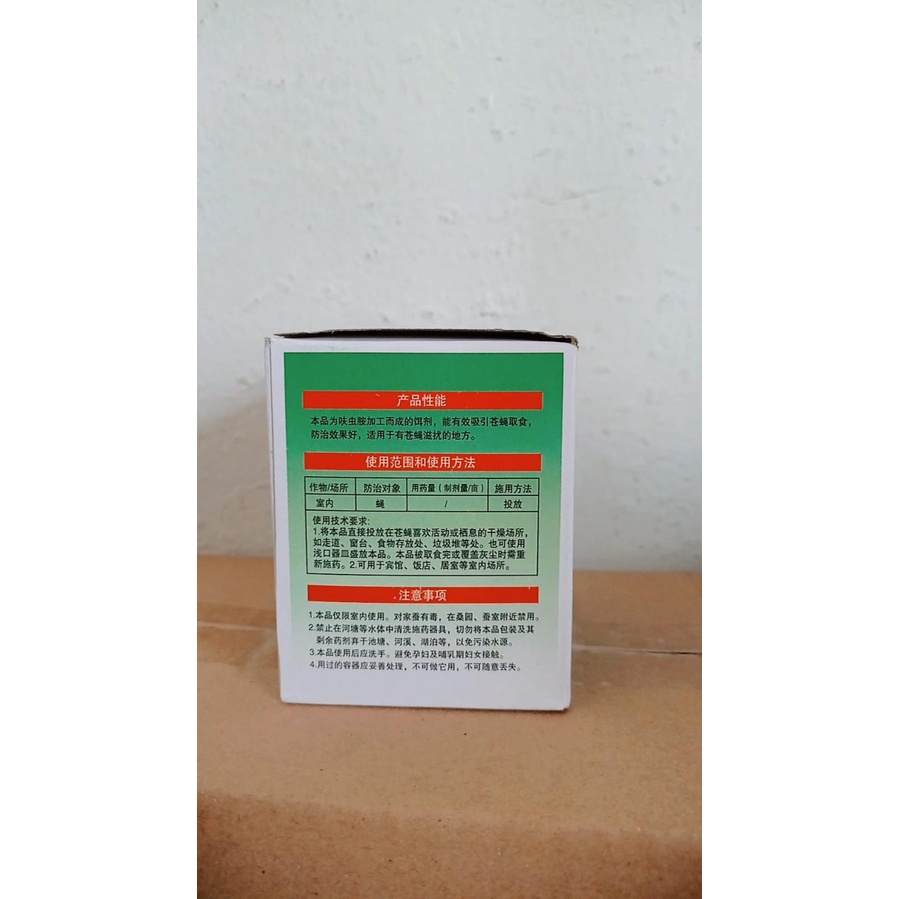 产品性能
本品为呋虫胺加工而成的饵剂，能有效吸引苍蝇取食，
防治效果好，适用于有苍蝇滋扰的地方。
使用范围和使用方法
作物/场所 防治对象 用药量（制剂量/亩） 施用方法
室内 蝇 / 投放
使用技术要求:
1.将本品直接投放在苍蝇喜欢活动或栖息的干燥场所，
如走道、窗台、食物存放处、垃圾堆等处。也可使用
浅口器皿盛放本品。本品被取食完或覆盖灰尘时需重
新施药。2.可用于宾馆、饭店、居室等室内场所。
注意事项
1.本品仅限室内使用。对家蚕有毒，在桑园、蚕室附近禁用。
2.禁止在河塘等水体中清洗施药器具，切勿将本品包装及其
剩余药剂弃于池塘、河溪、湖泊等，以免污染水源。
3.本品使用后应洗手。避免孕妇及哺乳期妇女接触。
4.用过的容器应妥善处理，不可做它用，不可随意丢失。